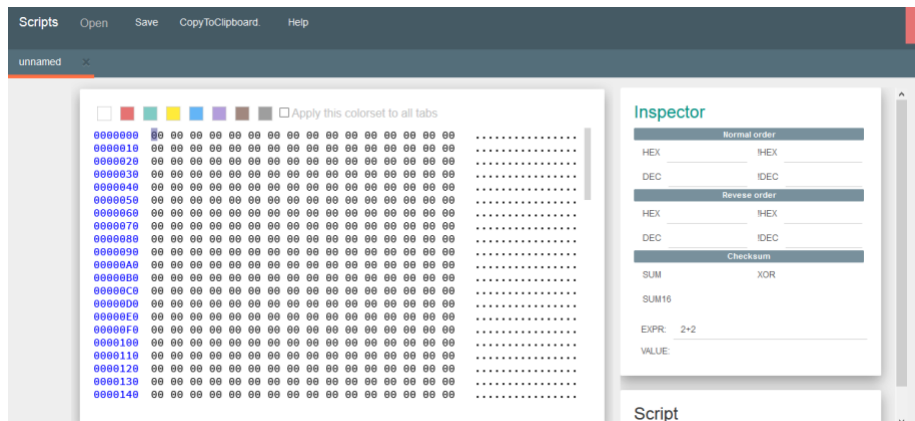 Scripts Open Save CopyToClipboard. Help
unnamed ×
Apply this colorset to all tabs
0000000 00 00 00 00 00 00 00 00 00 00 00 00 00 00 00 00 ................
0000010 00 00 00 00 00 00 00 00 00 00 00 00 00 00 00 00 ................
0000020 00 00 00 00 00 00 00 00 00 00 00 00 00 00 00 00 ................
0000030 00 00 00 00 00 00 00 00 00 00 00 00 00 00 00 00 ................
0000040 00 00 00 00 00 00 00 00 00 00 00 00 00 00 00 00 ................
0000050 00 00 00 00 00 00 00 00 00 00 00 00 00 00 00 00 ................
0000060 00 00 00 00 00 00 00 00 00 00 00 00 00 00 00 00 ................
0000070 00 00 00 00 00 00 00 00 00 00 00 00 00 00 00 00 ................
0000080 00 00 00 00 00 00 00 00 00 00 00 00 00 00 00 00 ................
0000090 00 00 00 00 00 00 00 00 00 00 00 00 00 00 00 00 ................
00000A0 00 00 00 00 00 00 00 00 00 00 00 00 00 00 00 00 ................
00000B0 00 00 00 00 00 00 00 00 00 00 00 00 00 00 00 00 ................
00000C0 00 00 00 00 00 00 00 00 00 00 00 00 00 00 00 00 ................
00000D0 00 00 00 00 00 00 00 00 00 00 00 00 00 00 00 00 ................
00000E0 00 00 00 00 00 00 00 00 00 00 00 00 00 00 00 00 ................
00000F0 00 00 00 00 00 00 00 00 00 00 00 00 00 00 00 00 ................
0000100 00 00 00 00 00 00 00 00 00 00 00 00 00 00 00 00 ................
0000110 00 00 00 00 00 00 00 00 00 00 00 00 00 00 00 00 ................
0000120 00 00 00 00 00 00 00 00 00 00 00 00 00 00 00 00 ................
0000130 00 00 00 00 00 00 00 00 00 00 00 00 00 00 00 00 ................
0000140 00 00 00 00 00 00 00 00 00 00 00 00 00 00 00 00 ................
Inspector
Normal order
HEX !HEX
DEC !DEC
Revese order
HEX !HEX
DEC !DEC
Checksum
SUM XOR
SUM16
EXPR: 2+2
VALUE:
Script